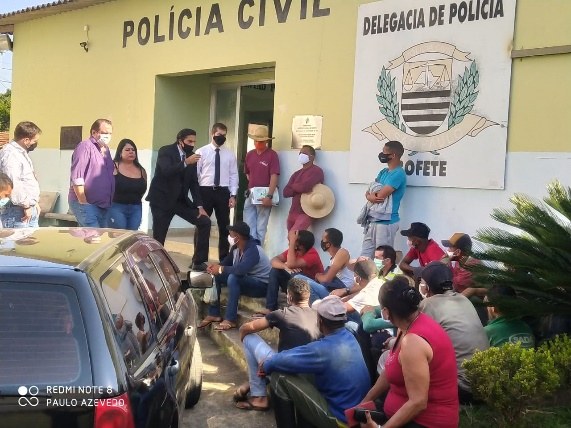 POLÍCIA CIVIL
DELEGACIA DE POLÍCIA
OFETE
REDMI NOTE 8
PAULO AZEVEDO